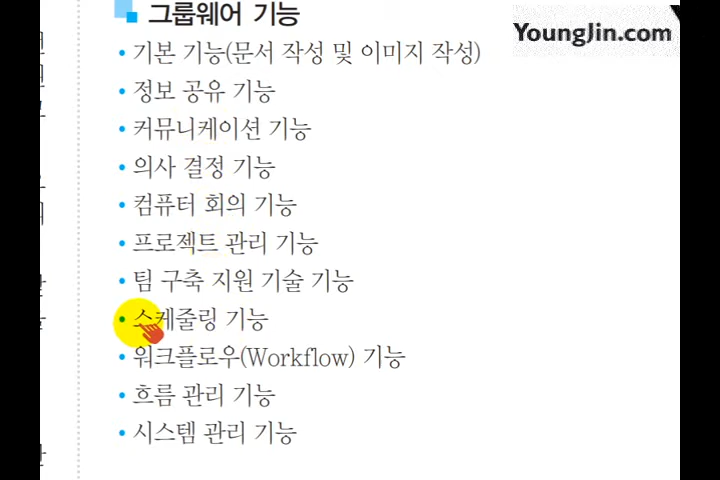 그룹웨어 기능
YoungJin.com
• 기본 기능(문서 작성 및 이미지 작성)
• 정보 공유 기능
• 커뮤니케이션 기능
• 의사 결정 기능
• 컴퓨터 회의 기능
• 프로젝트 관리 기능
• 팀 구축 지원 기술 기능
• 스케줄링 기능
• 워크플로우(Workflow) 기능
• 흐름 관리 기능
• 시스템 관리 기능